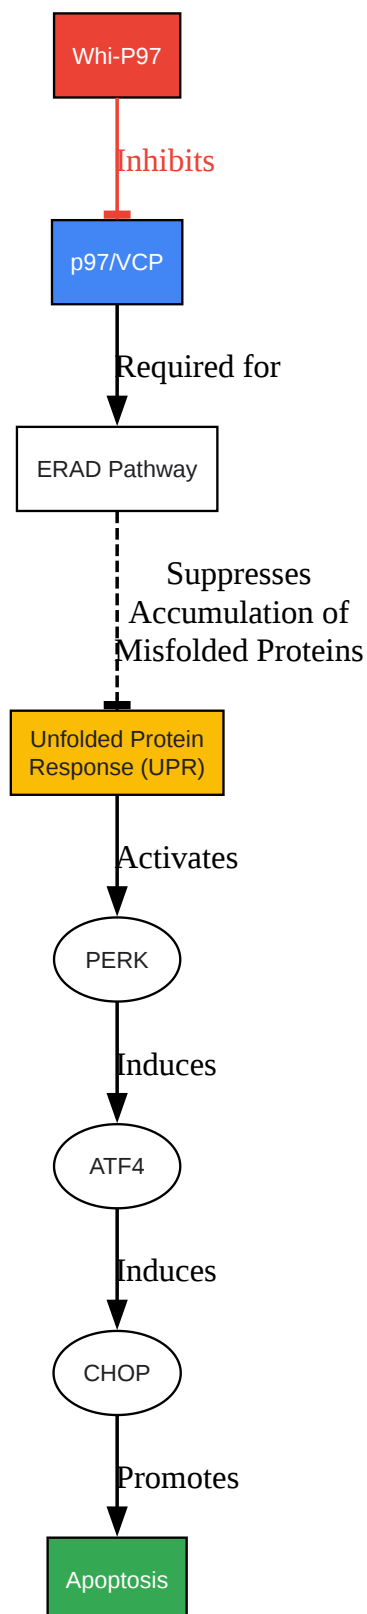 Whi-P97
Inhibits
p97/VCP
Required for
ERAD Pathway
Suppresses
Accumulation of
Misfolded Proteins
Unfolded Protein
Response (UPR)
Activates
PERK
Induces
ATF4
Induces
CHOP
Promotes
Apoptosis